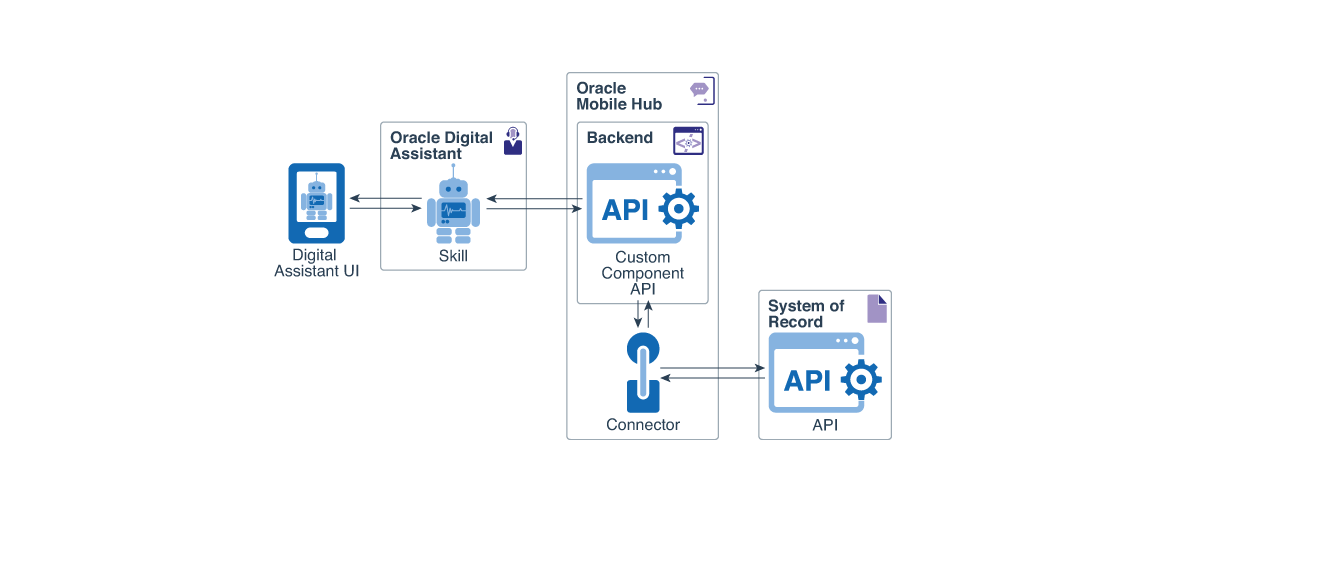 Oracle
Mobile Hub
Oracle Digital
Assistant
Backend
API
Digital
Assistant UI
Skill
Custom
Component
API
System of
Record
API
Connector
API